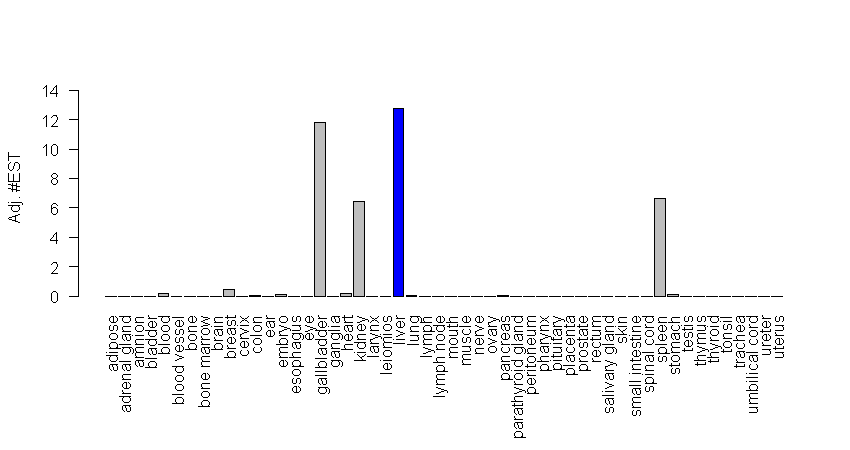 Adj. #EST
14
12
10
8
6
4
2
0
adipose
adrenal gland
amnion
bladder
blood
blood vessel
bone
bone marrow
brain
breast
cervix
colon
ear
embryo
esophagus
eye
gallbladder
ganglia
heart
kidney
larynx
leiomios
liver
lung
lymph
lymph node
mouth
muscle
nerve
ovary
pancreas
parathyroid gland
peritoneum
pharynx
pituitary
placenta
prostate
rectum
salivary gland
skin
small intestine
spinal cord
spleen
stomach
testis
thymus
thyroid
tonsil
trachea
umbilical cord
ureter
uterus